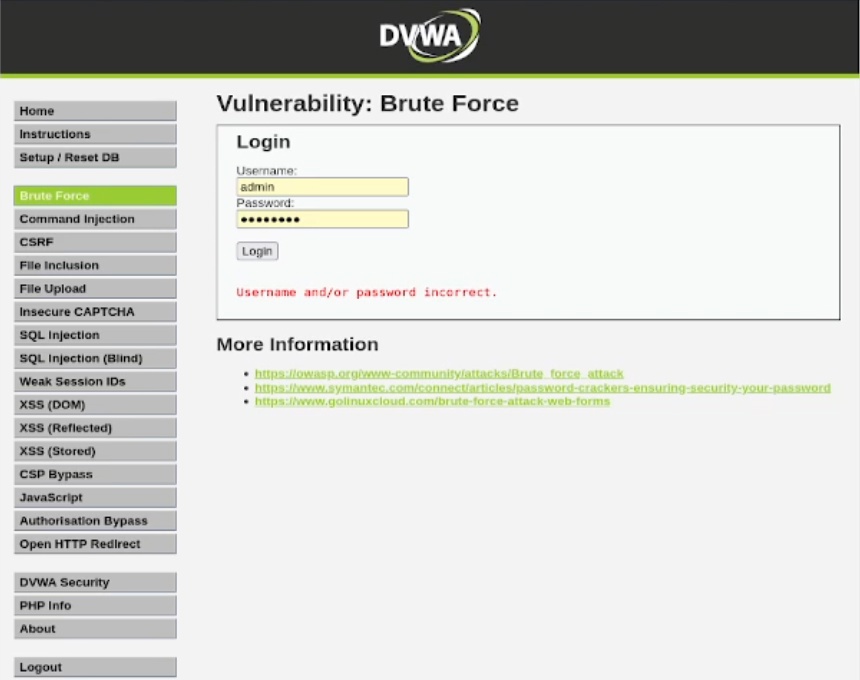 DVWA
Home
Instructions
Setup / Reset DB
Brute Force
Command Injection
CSRF
File Inclusion
File Upload
Insecure CAPTCHA
SQL Injection
SQL Injection (Blind)
Weak Session IDs
XSS (DOM)
XSS (Reflected)
XSS (Stored)
CSP Bypass
JavaScript
Authorisation Bypass
Open HTTP Redirect
DVWA Security
PHP Info
About
Logout
Vulnerability: Brute Force
Login
Username:
admin
Password:
••••••••
Login
Username and/or password incorrect.
More Information
• https://owasp.org/www-community/attacks/Brute_force_attack
• https://www.symantec.com/connect/articles/password-crackers-ensuring-security-your-password
• https://www.golinuxcloud.com/brute-force-attack-web-forms